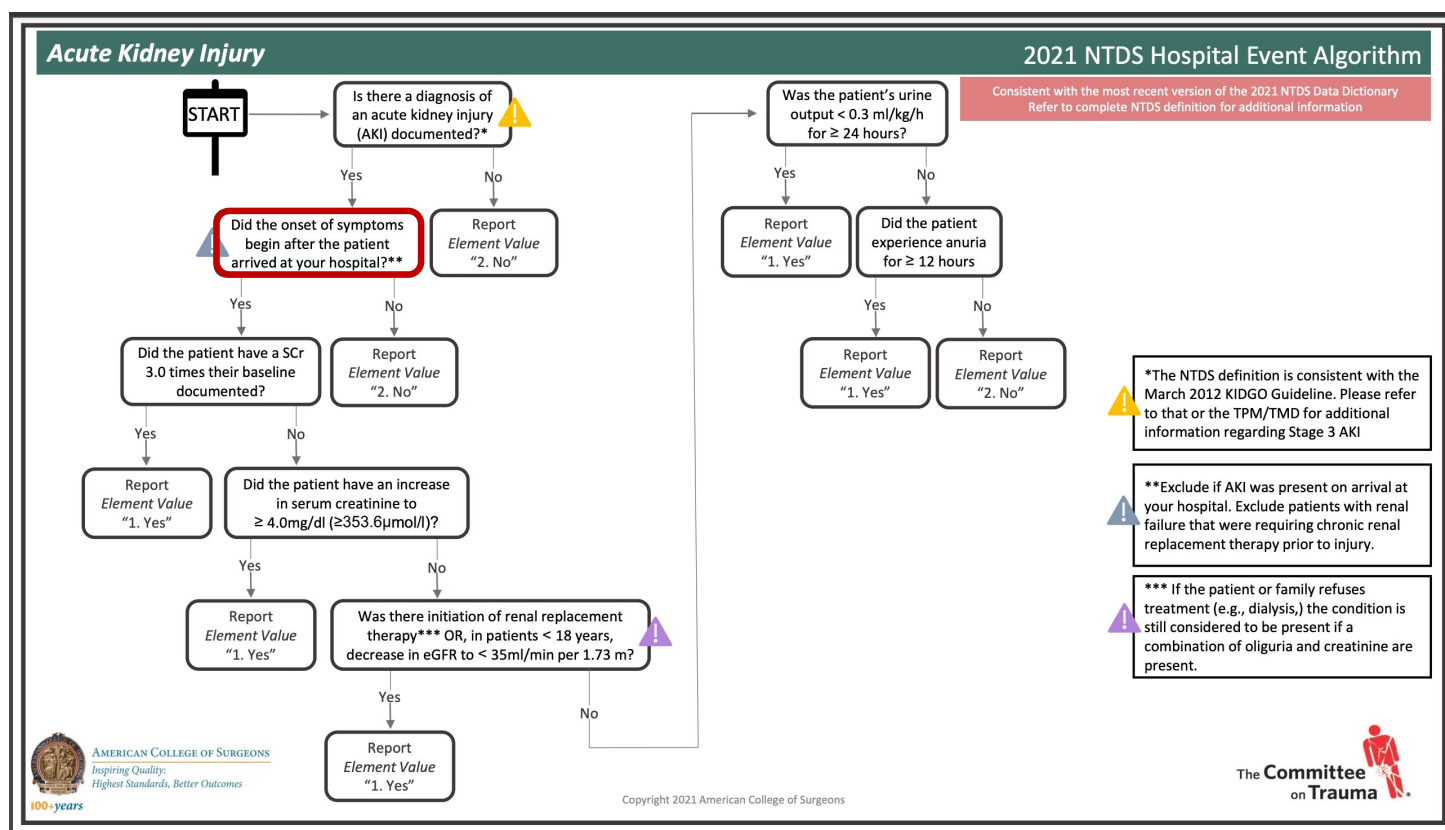 Acute Kidney Injury
2021 NTDS Hospital Event Algorithm
Consistent with the most recent version of the 2021 NTDS Data Dictionary
Refer to complete NTDS definition for additional information
START
Is there a diagnosis of
an acute kidney injury
(AKI) documented?*
Yes
No
Did the onset of symptoms
begin after the patient
arrived at your hospital?**
Report
Element Value
"2. No"
Yes
No
Did the patient have a SCr
3.0 times their baseline
documented?
Report
Element Value
"2. No"
Yes
No
Report
Element Value
"1. Yes"
Did the patient have an increase
in serum creatinine to
≥ 4.0mg/dl (≥353.6μmol/l)?
Yes
No
Report
Element Value
"1. Yes"
Was there initiation of renal replacement
therapy*** OR, in patients < 18 years,
decrease in eGFR to < 35ml/min per 1.73 m?
Yes
No
Report
Element Value
"1. Yes"
Was the patient's urine
output < 0.3 ml/kg/h
for ≥ 24 hours?
Yes
No
Report
Element Value
"1. Yes"
Did the patient
experience anuria
for ≥ 12 hours
Yes
No
Report
Element Value
"1. Yes"
Report
Element Value
"2. No"
*The NTDS definition is consistent with the
March 2012 KIDGO Guideline. Please refer
to that or the TPM/TMD for additional
information regarding Stage 3 AKI
**Exclude if AKI was present on arrival at
your hospital. Exclude patients with renal
failure that were requiring chronic renal
replacement therapy prior to injury.
*** If the patient or family refuses
treatment (e.g., dialysis,) the condition is
still considered to be present if a
combination of oliguria and creatinine are
present.
AMERICAN COLLEGE OF SURGEONS
Inspiring Quality:
Highest Standards, Better Outcomes
100+years
Copyright 2021 American College of Surgeons
The Committee
on Trauma